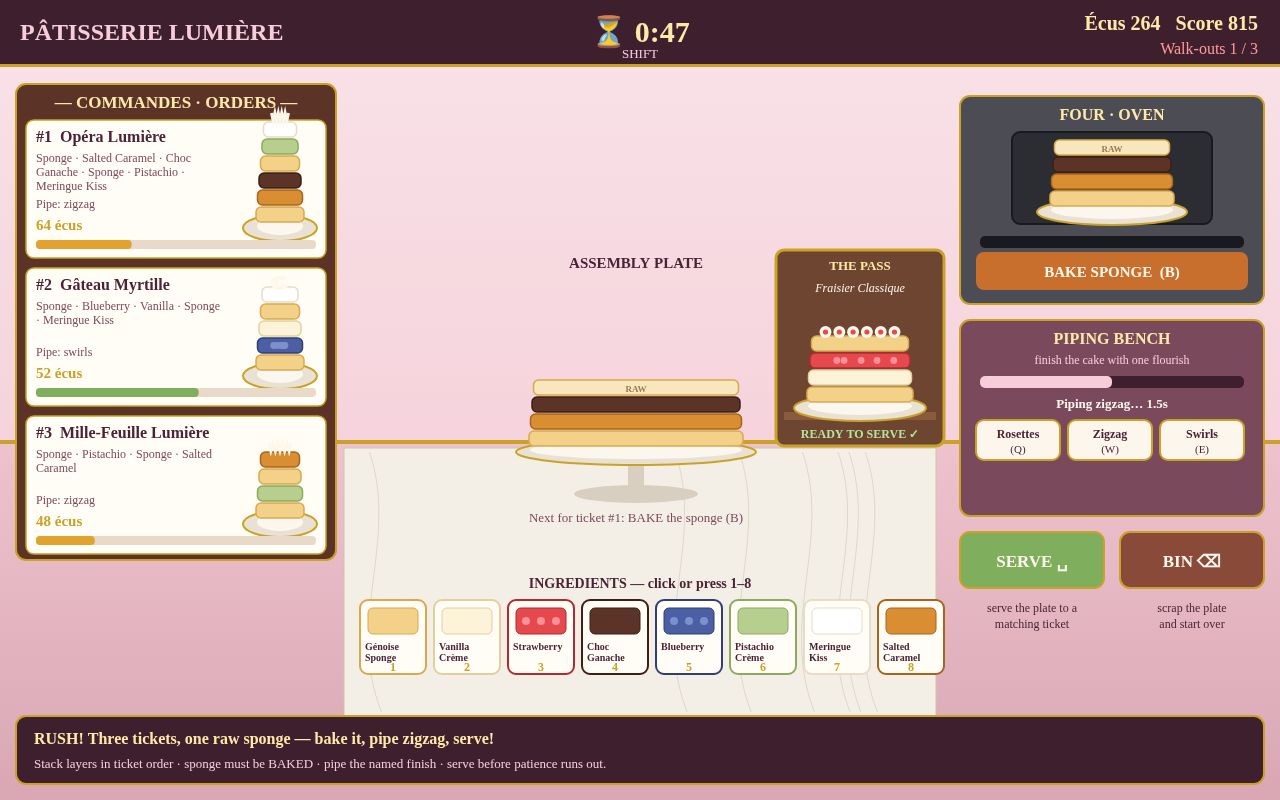 PÂTISSERIE LUMIÈRE
⏳ 0:47
SHIFT
Écus 264 Score 815
Walk-outs 1 / 3
— COMMANDES · ORDERS —
#1 Opéra Lumière
Sponge · Salted Caramel · Choc
Ganache · Sponge · Pistachio ·
Meringue Kiss
Pipe: zigzag
64 écus
#2 Gâteau Myrtille
Sponge · Blueberry · Vanilla · Sponge
· Meringue Kiss
Pipe: swirls
52 écus
#3 Mille-Feuille Lumière
Sponge · Pistachio · Sponge · Salted
Caramel
Pipe: zigzag
48 écus
ASSEMBLY PLATE
RAW
Next for ticket #1: BAKE the sponge (B)
THE PASS
Fraisier Classique
READY TO SERVE ✓
INGREDIENTS — click or press 1–8
Génoise
Sponge
1
Vanilla
Crème
2
Strawberry
3
Choc
Ganache
4
Blueberry
5
Pistachio
Crème
6
Meringue
Kiss
7
Salted
Caramel
8
FOUR · OVEN
RAW
BAKE SPONGE (B)
PIPING BENCH
finish the cake with one flourish
Piping zigzag… 1.5s
Rosettes
(Q)
Zigzag
(W)
Swirls
(E)
SERVE ␣
BIN ⌫
serve the plate to a
matching ticket
scrap the plate
and start over
RUSH! Three tickets, one raw sponge — bake it, pipe zigzag, serve!
Stack layers in ticket order · sponge must be BAKED · pipe the named finish · serve before patience runs out.